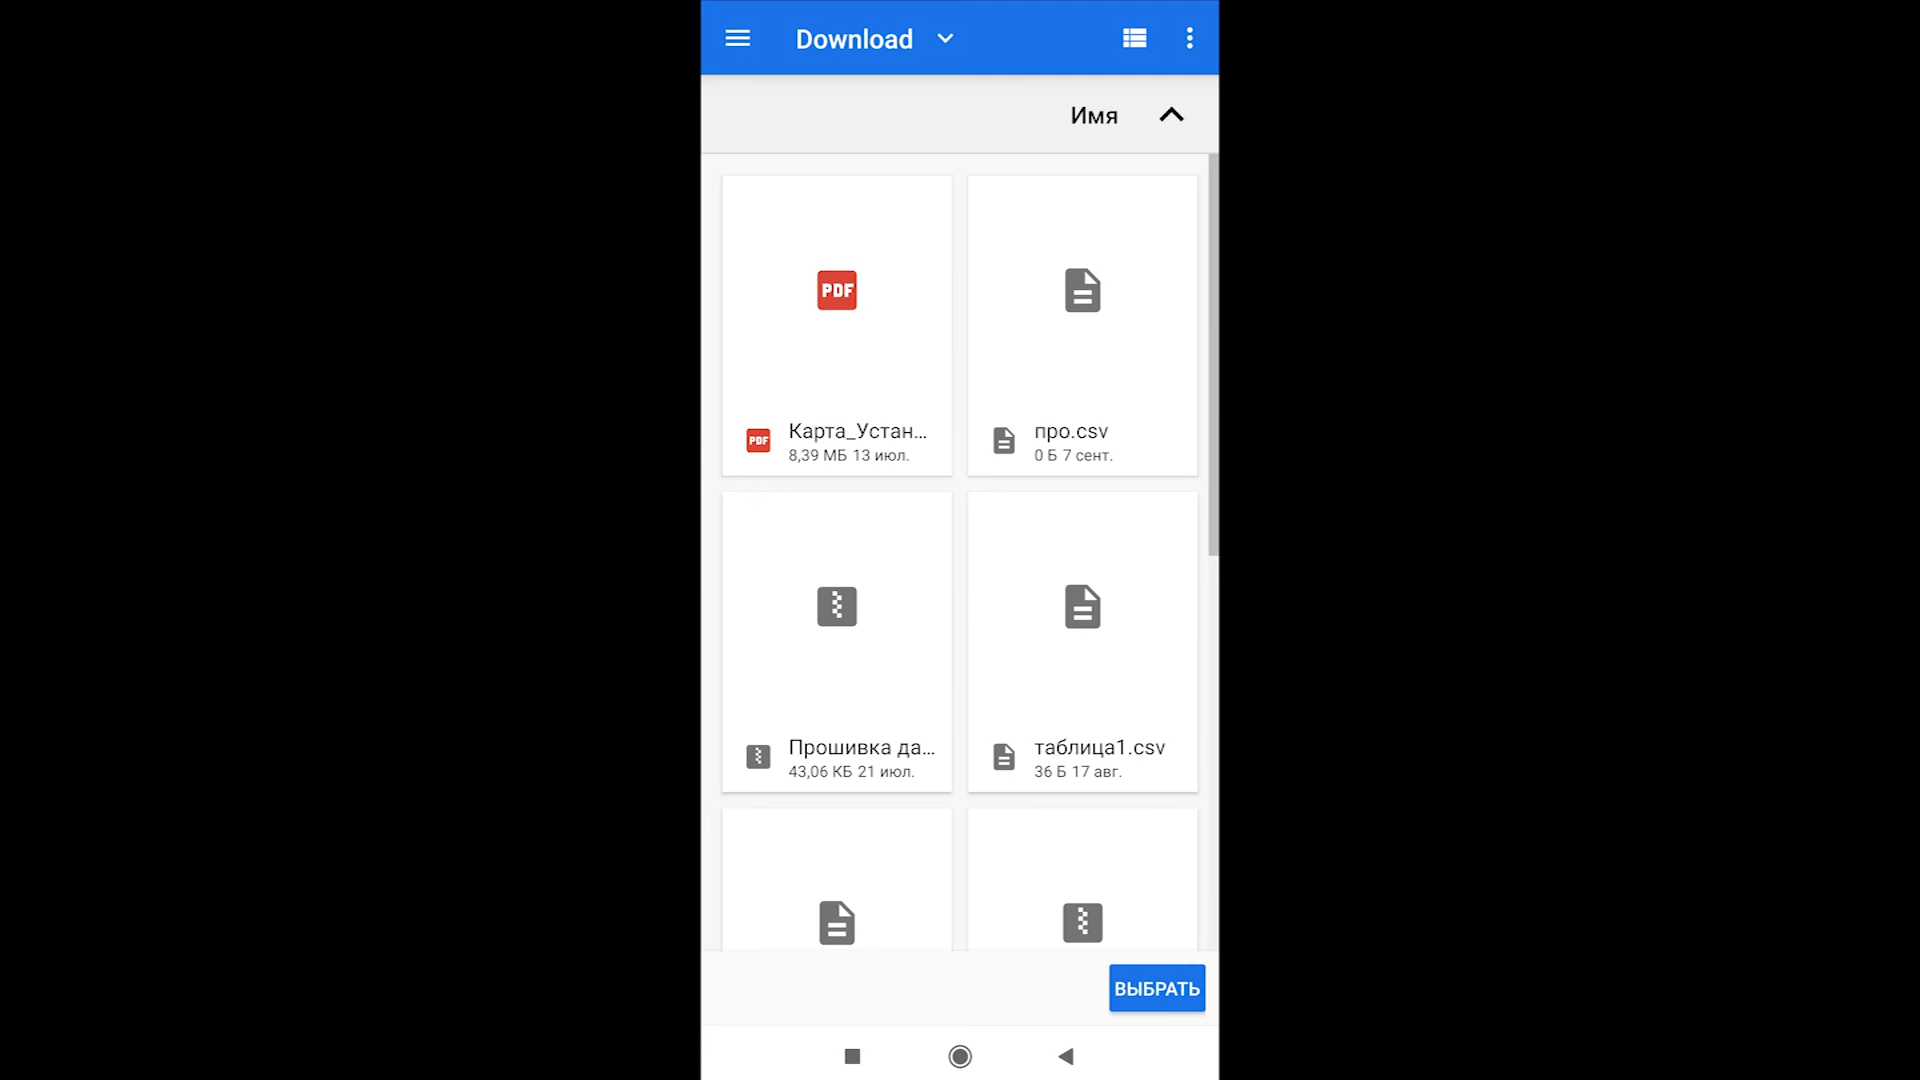 Download
Имя
PDF
PDF
Карта_Устан...
8,39 МБ 13 июл.
про.csv
0 Б 7 сент.
Прошивка да...
43,06 КБ 21 июл.
таблица1.csv
36 Б 17 авг.
ВЫБРАТЬ